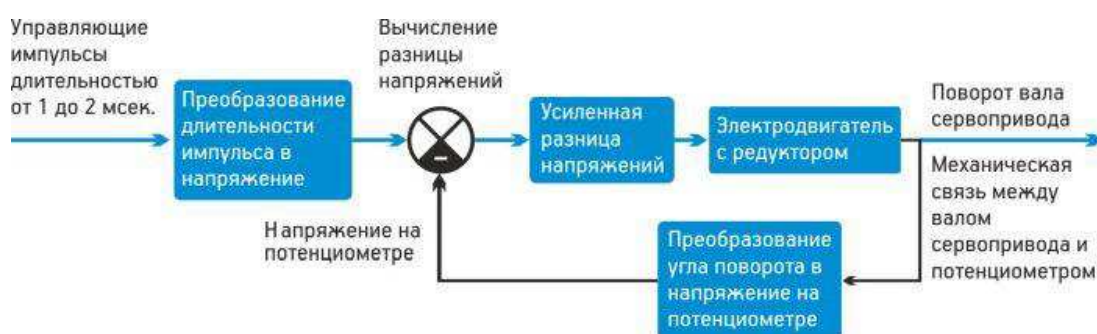 Управляющие
импульсы
длительностью
от 1 до 2 мсек.
Преобразование
длительности
импульса в
напряжение
Вычисление
разницы
напряжений
-
Усиленная
разница
напряжений
Электродвигатель
с редуктором
Поворот вала
сервопривода
Механическая
связь между
валом
сервопривода и
потенциометром
Н апряжение на
потенциометре
Преобразование
угла поворота в
напряжение на
потенциометре